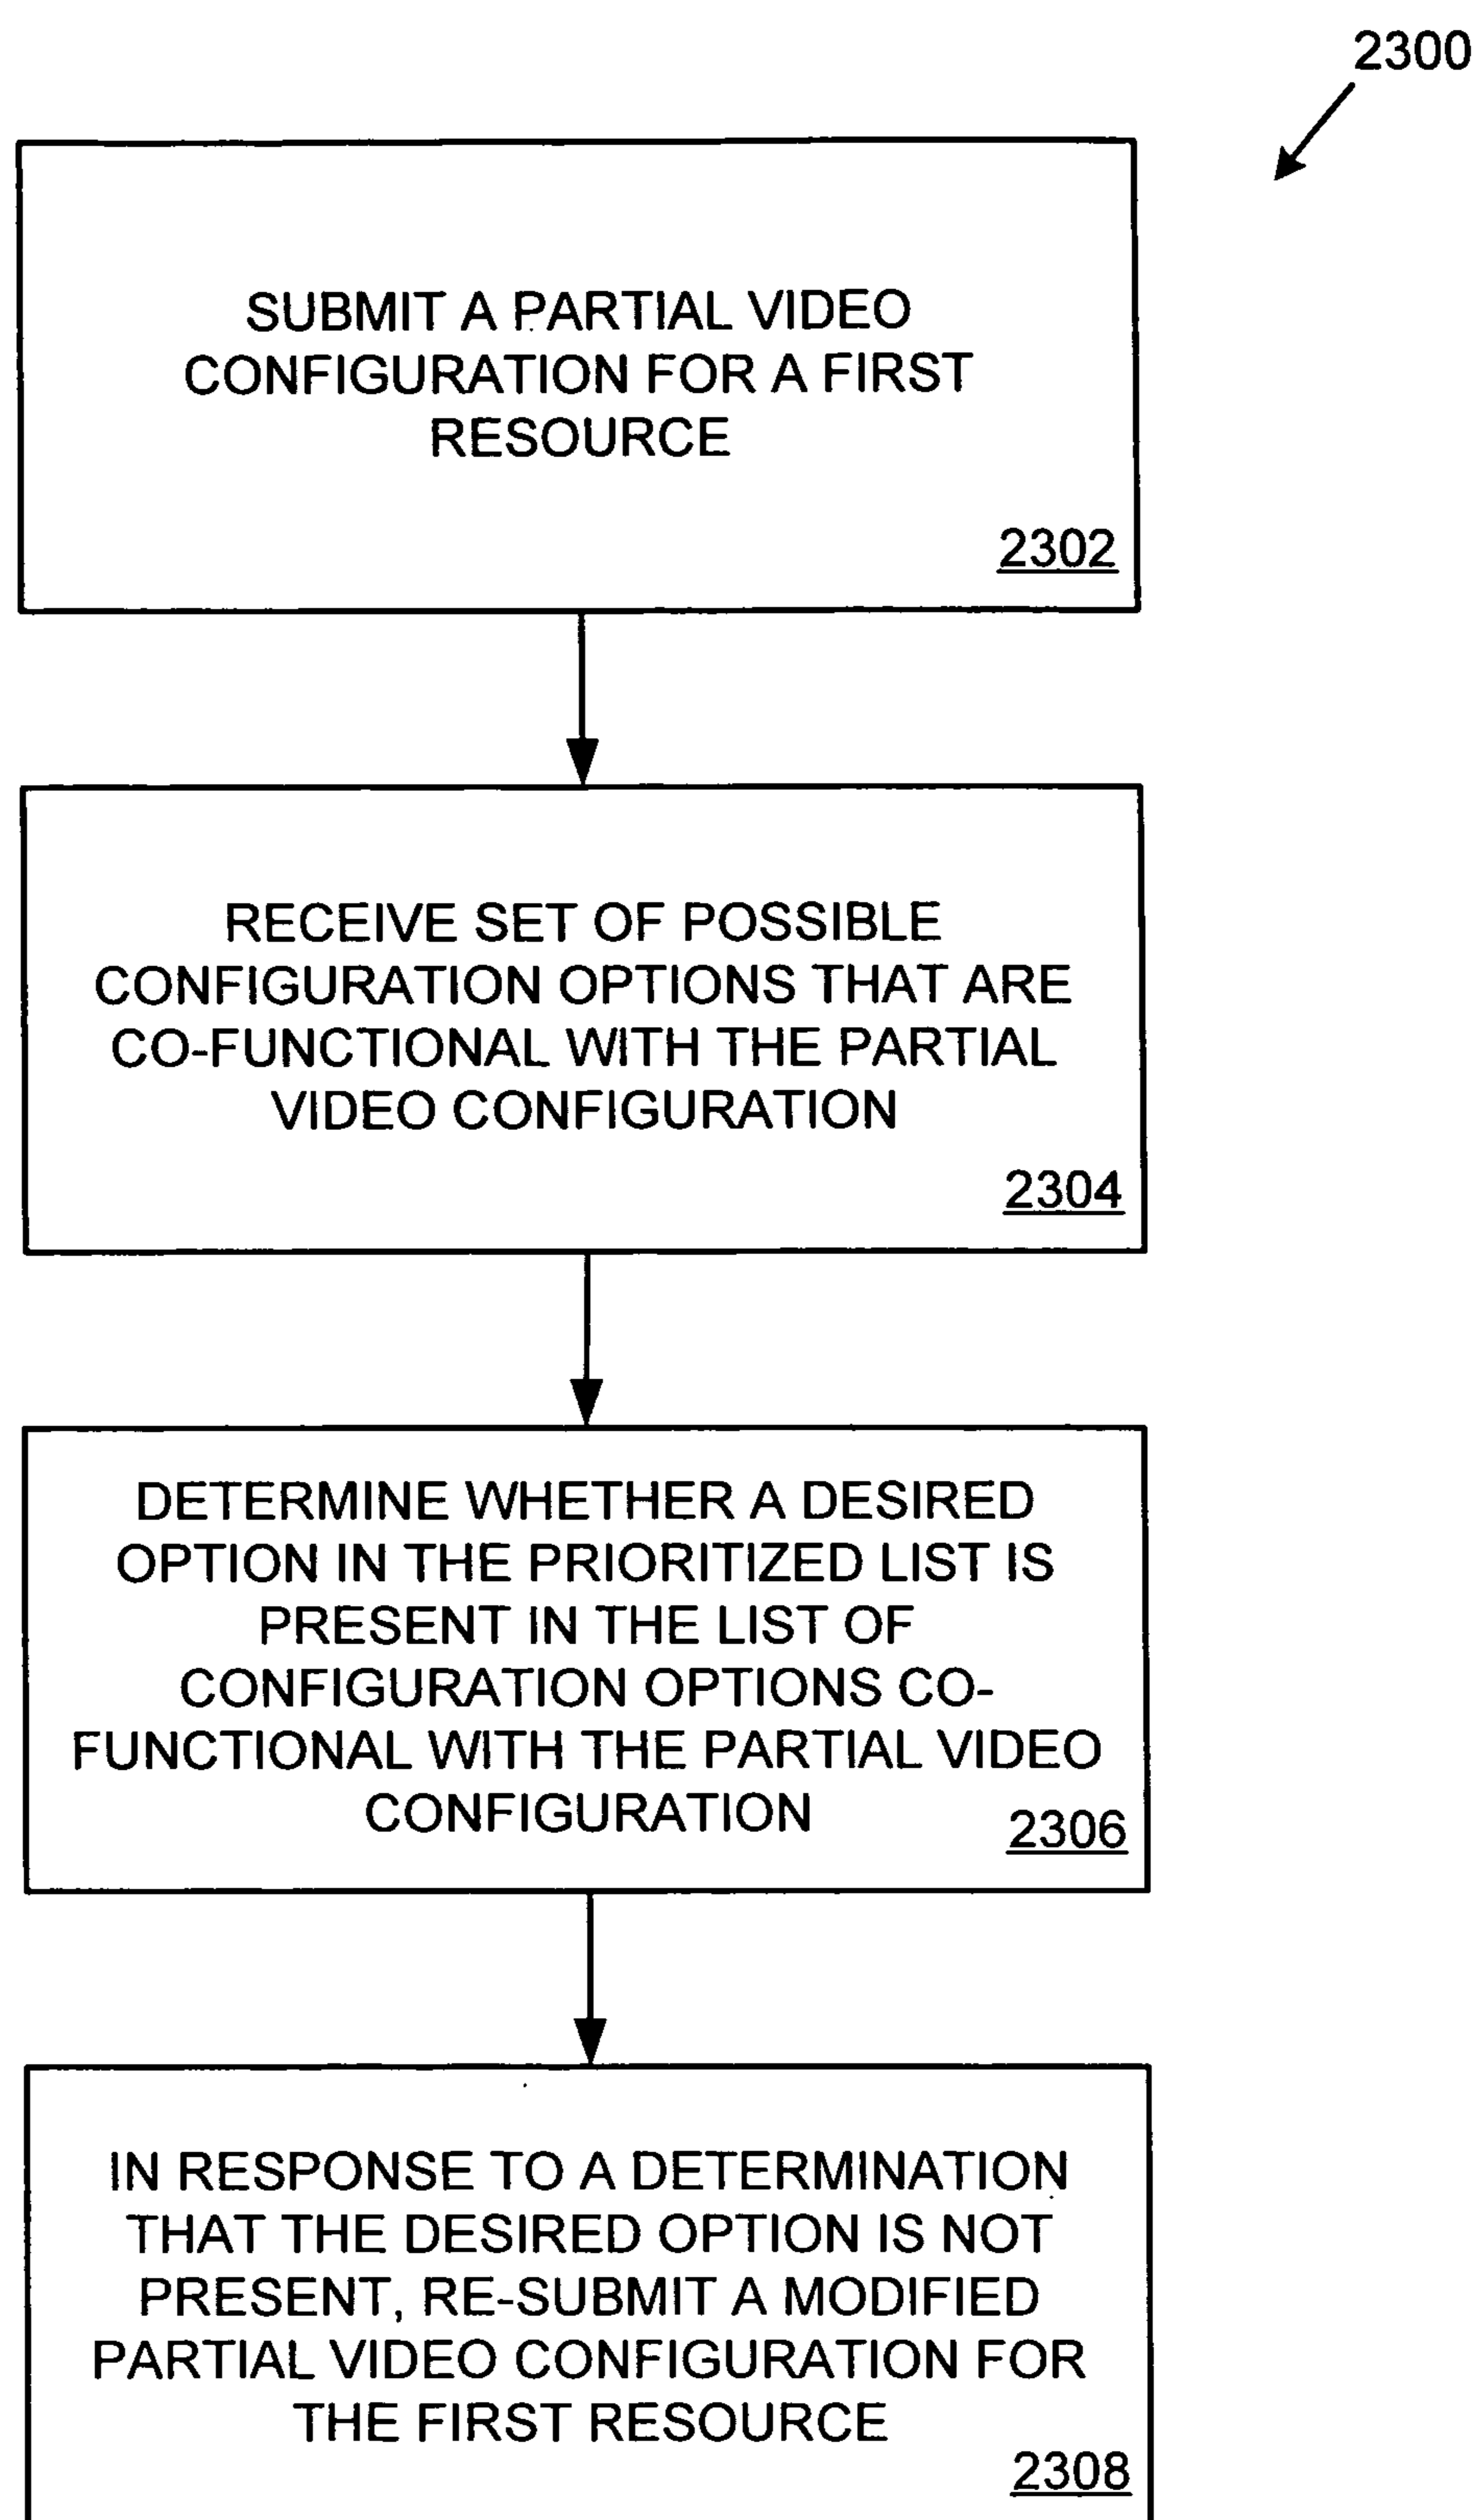 2300
SUBMIT A PARTIAL VIDEO
CONFIGURATION FOR A FIRST
RESOURCE
2302
RECEIVE SET OF POSSIBLE
CONFIGURATION OPTIONS THAT ARE
CO-FUNCTIONAL WITH THE PARTIAL
VIDEO CONFIGURATION
2304
DETERMINE WHETHER A DESIRED
OPTION IN THE PRIORITIZED LIST IS
PRESENT IN THE LIST OF
CONFIGURATION OPTIONS CO-
FUNCTIONAL WITH THE PARTIAL VIDEO
CONFIGURATION
2306
IN RESPONSE TO A DETERMINATION
THAT THE DESIRED OPTION IS NOT
PRESENT, RE-SUBMIT A MODIFIED
PARTIAL VIDEO CONFIGURATION FOR
THE FIRST RESOURCE
2308